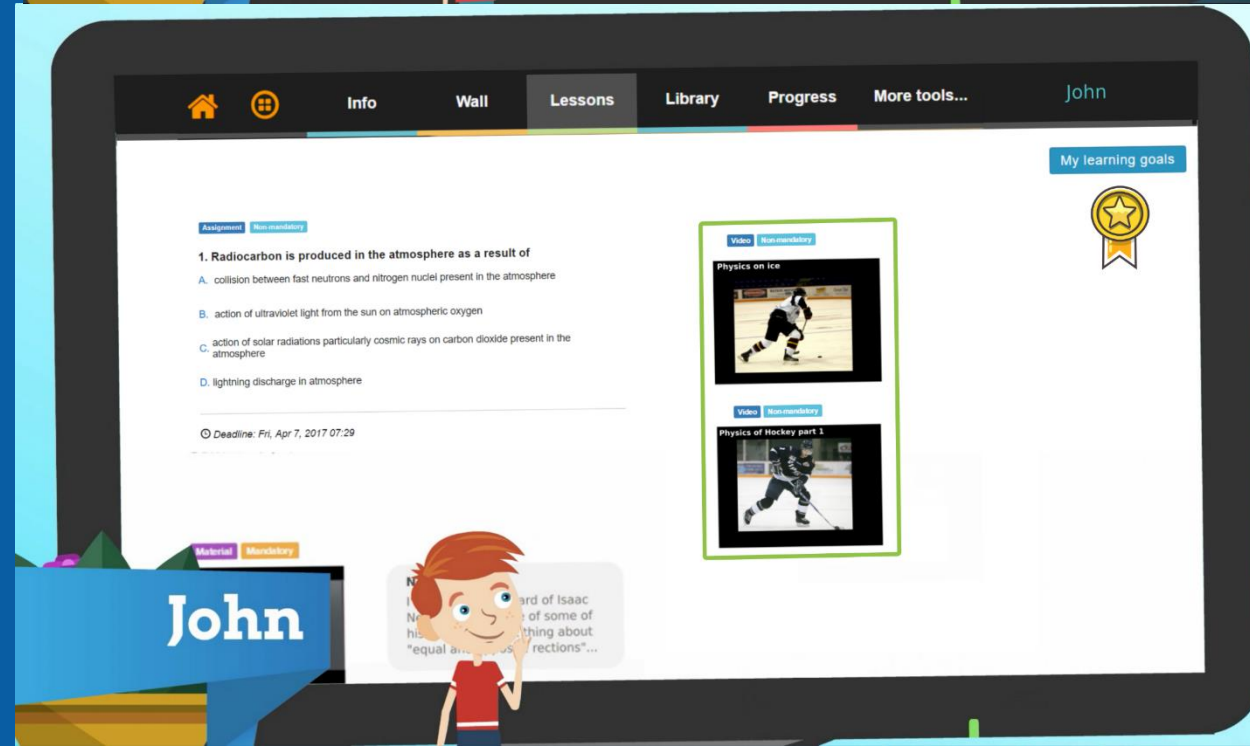 Info Wall Lessons Library Progress More tools... John
My learning goals
Assignment Non-mandatory
1. Radiocarbon is produced in the atmosphere as a result of
A. collision between fast neutrons and nitrogen nuclei present in the atmosphere
B. action of ultraviolet light from the sun on atmospheric oxygen
C. action of solar radiations particularly cosmic rays on carbon dioxide present in the
atmosphere
D. lightning discharge in atmosphere
Deadline: Fri, Apr 7, 2017 07:29
Video Non-mandatory
Physics on ice
Video Non-mandatory
Physics of Hockey part 1
Material Mandatory
of Isaac
of some of
about
"equal
John